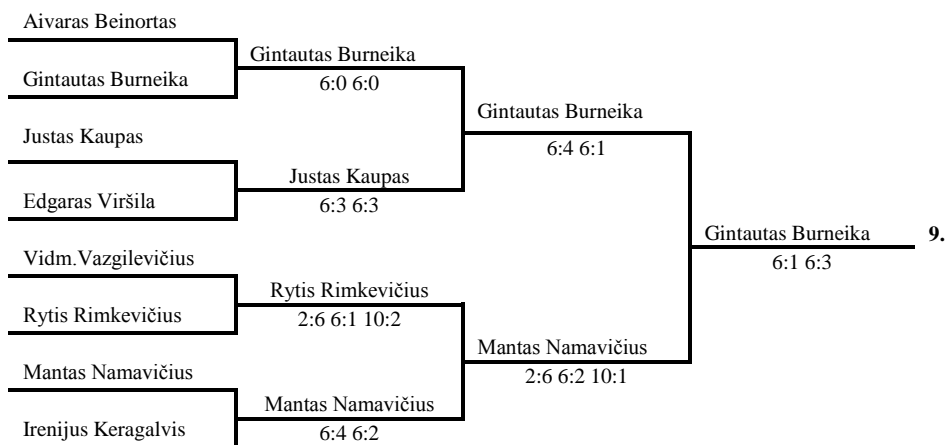 Aivaras Beinortas
Gintautas Burneika
6:0 6:0
Gintautas Burneika
Gintautas Burneika
6:4 6:1
Justas Kaupas
Justas Kaupas
6:3 6:3
Edgaras Viršila
Gintautas Burneika 9.
6:1 6:3
Vidm.Vazgilevičius
Rytis Rimkevičius
2:6 6:1 10:2
Rytis Rimkevičius
Mantas Namavičius
2:6 6:2 10:1
Mantas Namavičius
Mantas Namavičius
6:4 6:2
Irenijus Keragalvis